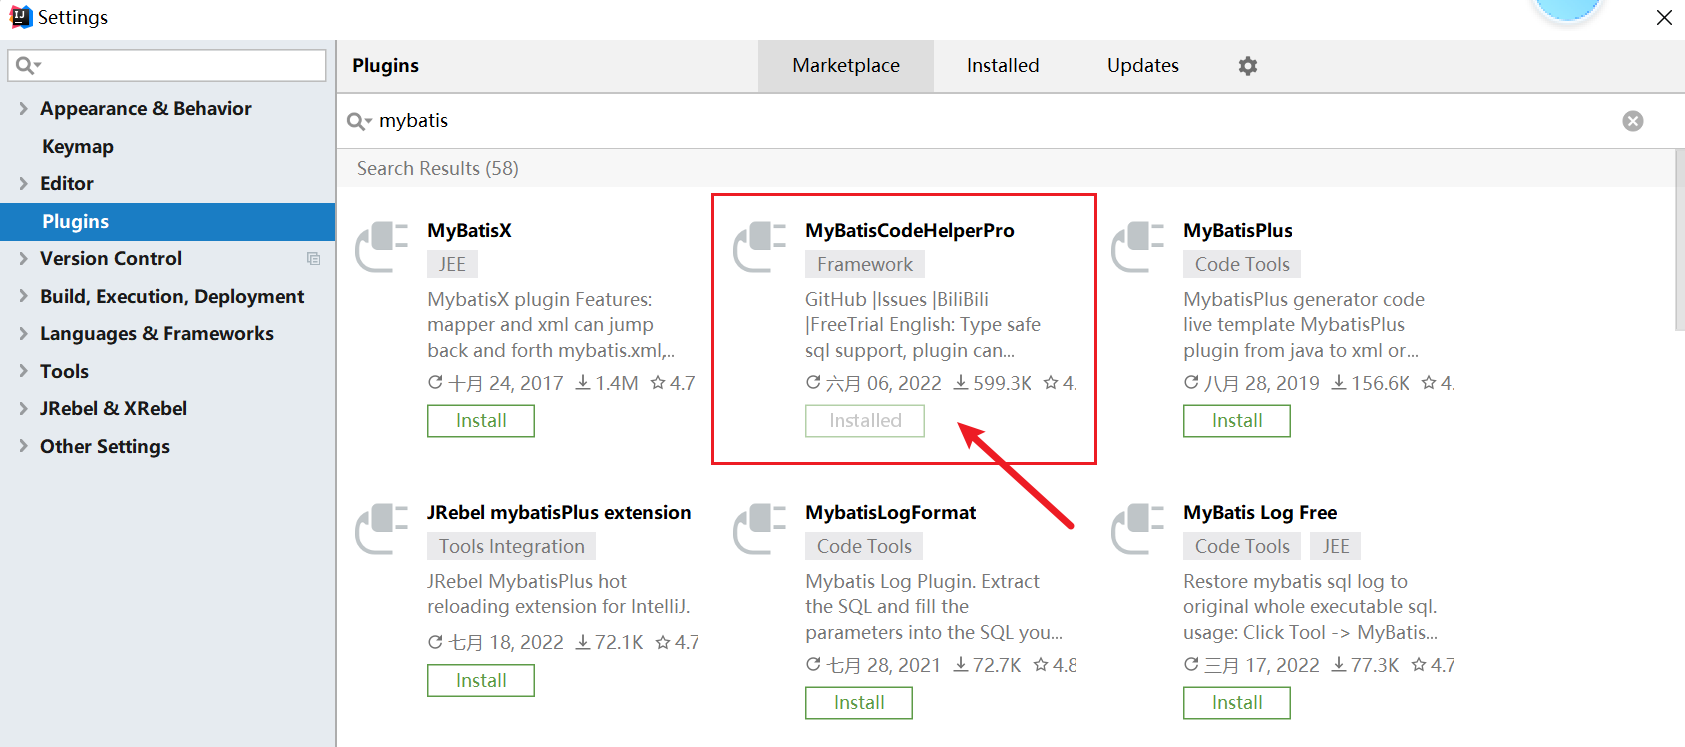 Settings
Appearance & Behavior
Keymap
Editor
Plugins
Version Control
Build, Execution, Deployment
Languages & Frameworks
Tools
JRebel & XRebel
Other Settings
Plugins
Marketplace
Installed
Updates
mybatis
Search Results (58)
MyBatisX
JEE
MybatisX plugin Features:
mapper and xml can jump
back and forth mybatis.xml,...
十月 24, 2017 1.4M 4.7
Install
MyBatisCodeHelperPro
Framework
GitHub |Issues |BiliBili
|FreeTrial English: Type safe
sql support, plugin can...
六月 06, 2022 599.3K 4.
Installed
MyBatisPlus
Code Tools
MybatisPlus generator code
live template MybatisPlus
plugin from java to xml or...
八月 28, 2019 156.6K 4.
Install
JRebel mybatisPlus extension
Tools Integration
JRebel MybatisPlus hot
reloading extension for IntelliJ.
七月 18, 2022 72.1K 4.7
Install
MybatisLogFormat
Code Tools
Mybatis Log Plugin. Extract
the SQL and fill the
parameters into the SQL you...
七月 28, 2021 72.7K 4.8
Install
MyBatis Log Free
Code Tools JEE
Restore mybatis sql log to
original whole executable sql.
usage: Click Tool -> MyBatis...
三月 17, 2022 77.3K 4.7
Install